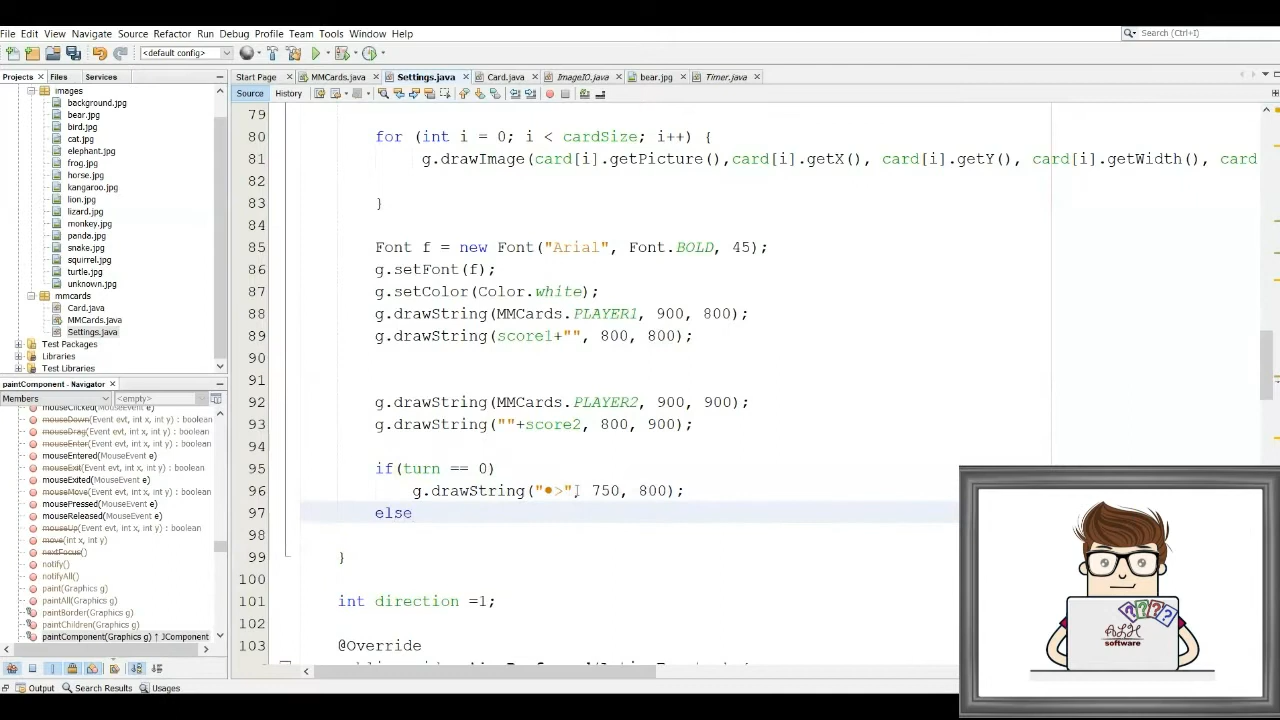 File Edit View Navigate Source Refactor Run Debug Profile Team Tools Window Help
Search (Ctrl+I)
<default config>
Projects Files Services
Start Page MMCards.java Settings.java Card.java ImageIO.java bear.jpg Timer.java
Source History
images
background.jpg
bear.jpg
bird.jpg
cat.jpg
elephant.jpg
frog.jpg
horse.jpg
kangaroo.jpg
lion.jpg
lizard.jpg
monkey.jpg
panda.jpg
snake.jpg
squirrel.jpg
turtle.jpg
unknown.jpg
mmcards
Card.java
MMCards.java
Settings.java
Test Packages
Libraries
Test Libraries
paintComponent - Navigator
Members <empty>
mouseClicked(MouseEvent e)
mouseDown(Event evt, int x, int y) : boolean
mouseDrag(Event evt, int x, int y) : boolean
mouseEnter(Event evt, int x, int y) : boolean
mouseEntered(MouseEvent e)
mouseExit(Event evt, int x, int y) : boolean
mouseExited(MouseEvent e)
mouseMove(Event evt, int x, int y) : boolean
mousePressed(MouseEvent e)
mouseReleased(MouseEvent e)
mouseUp(Event evt, int x, int y) : boolean
move(int x, int y)
nextFocus()
notify()
notifyAll()
paint(Graphics g)
paintAll(Graphics g)
paintBorder(Graphics g)
paintChildren(Graphics g)
paintComponent(Graphics g) ↑ JComponent
Output Search Results Usages
79
80 for (int i = 0; i < cardSize; i++) {
81 g.drawImage(card[i].getPicture(),card[i].getX(), card[i].getY(), card[i].getWidth(), card
82
83 }
84
85 Font f = new Font("Arial", Font.BOLD, 45);
86 g.setFont(f);
87 g.setColor(Color.white);
88 g.drawString(MMCards.PLAYER1, 900, 800);
89 g.drawString(score1+"", 800, 800);
90
91
92 g.drawString(MMCards.PLAYER2, 900, 900);
93 g.drawString(""+score2, 800, 900);
94
95 if(turn == 0)
96 g.drawString("●>", 750, 800);
97 else
98
99 }
100
101 int direction =1;
102
103 @Override
ALH
software
? ? ? ?